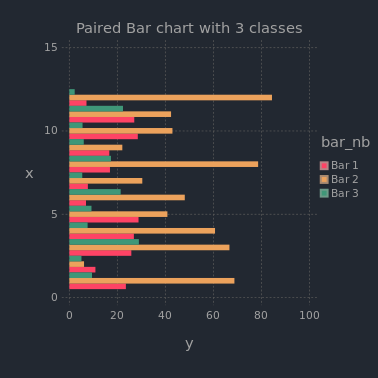 Paired Bar chart with 3 classes
15
10
5
0
x
0 20 40 60 80 100
y
bar_nb
Bar 1
Bar 2
Bar 3